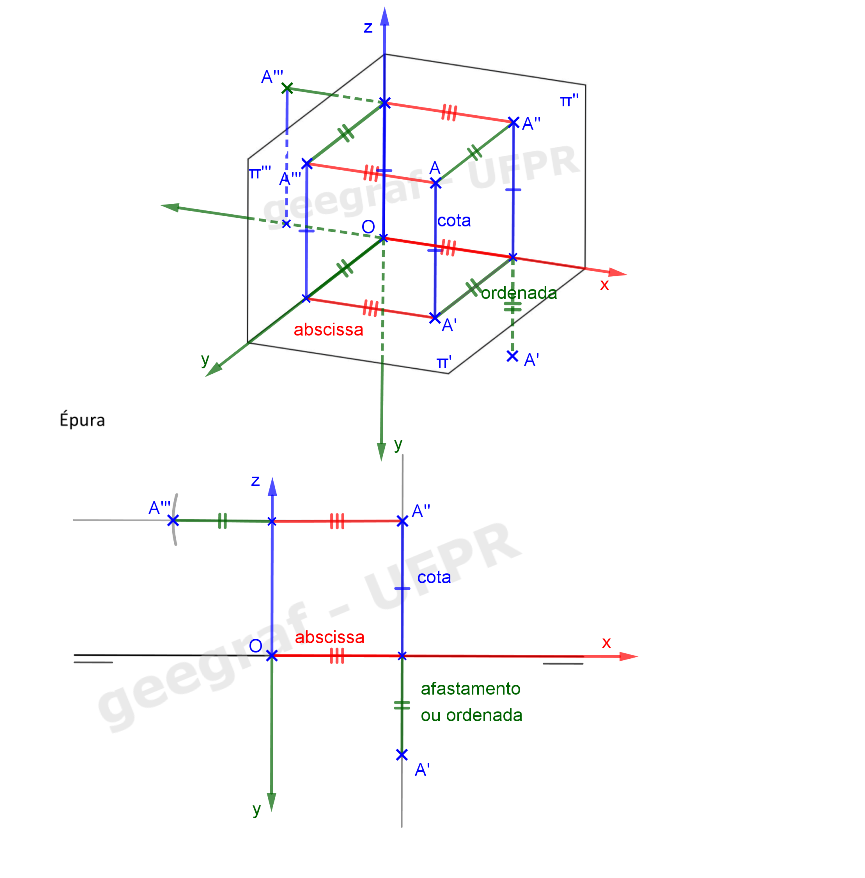 z
A'''
π''
A''
π'''
A'''
A
geegraf - UFPR
cota
O
ordenada
x
abscissa
A'
y
π'
A'
Épura
y
z
A'''
A''
cota
geegraf - UFPR
O
abscissa
x
afastamento
ou ordenada
A'
y